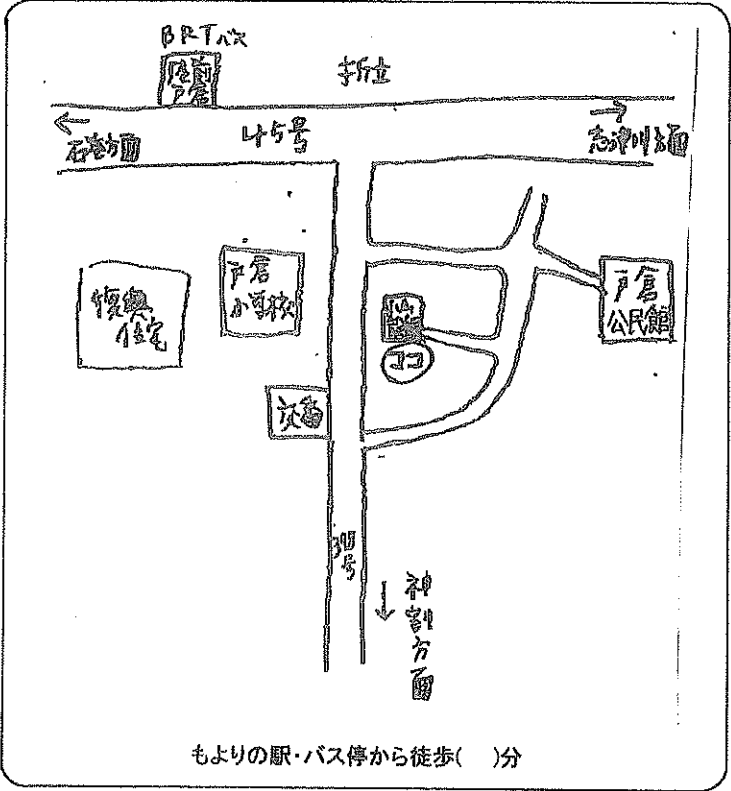 BRTバス
陸前
戸倉
折立
←
石巻方面
45号
→
志津川方面
復興
住宅
戸倉
小学校
戸倉
公民館
ココ
交番
398
号
↓
神
割
方
面
もよりの駅・バス停から徒歩(　)分